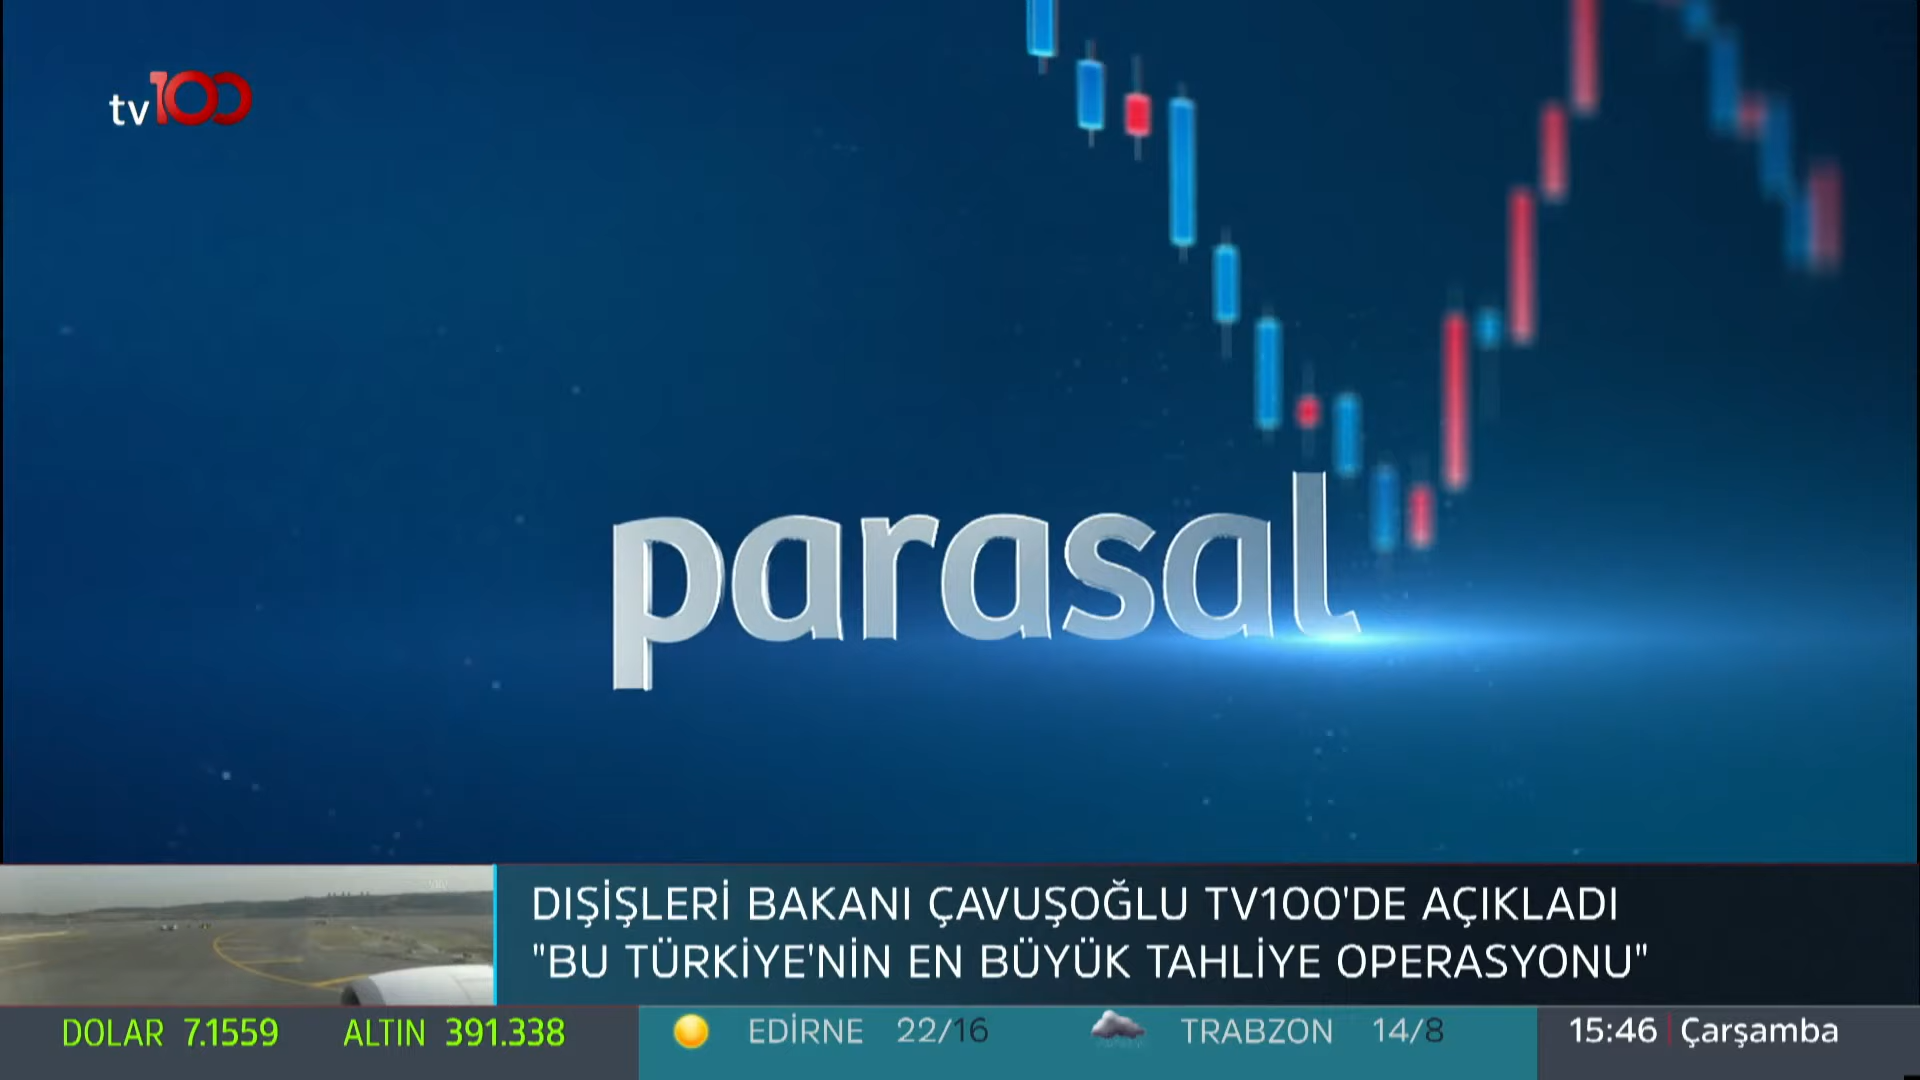 tv100
parasal
DIŞİŞLERİ BAKANI ÇAVUŞOĞLU TV100'DE AÇIKLADI
"BU TÜRKİYE'NİN EN BÜYÜK TAHLİYE OPERASYONU"
DOLAR 7.1559 ALTIN 391.338 EDİRNE 22/16 TRABZON 14/8 15:46 Çarşamba